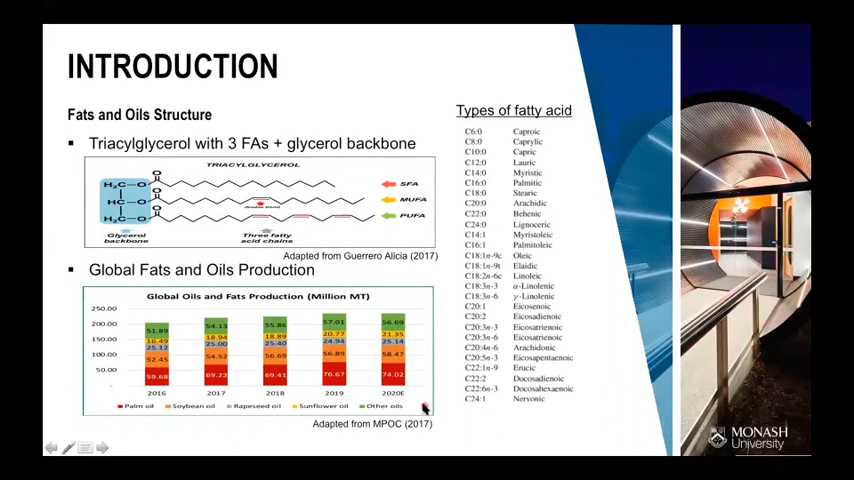 INTRODUCTION
Fats and Oils Structure
▪ Triacylglycerol with 3 FAs + glycerol backbone
TRIACYLGLYCEROL
H₂C—O
O
SFA
HC—O
O
double bond
MUFA
H₂C—O
O
PUFA
Glycerol backbone
Three fatty acid chains
Adapted from Guerrero Alicia (2017)
▪ Global Fats and Oils Production
Global Oils and Fats Production (Million MT)
250.00
200.00
150.00
100.00
50.00
-
51.89 54.13 55.86 57.01 56.69
16.49 18.94 18.89 20.77 21.35
25.12 25.00 25.40 24.94 25.14
52.45 54.52 56.69 56.89 58.47
59.68 69.22 69.41 76.67 74.02
2016 2017 2018 2019 2020E
Palm oil Soybean oil Rapeseed oil Sunflower oil Other oils
Adapted from MPOC (2017)
Types of fatty acid
C6:0 Caproic
C8:0 Caprylic
C10:0 Capric
C12:0 Lauric
C14:0 Myristic
C16:0 Palmitic
C18:0 Stearic
C20:0 Arachidic
C22:0 Behenic
C24:0 Lignoceric
C14:1 Myristoleic
C16:1 Palmitoleic
C18:1n-9c Oleic
C18:1n-9t Elaidic
C18:2n-6c Linoleic
C18:3n-3 α-Linolenic
C18:3n-6 γ-Linolenic
C20:1 Eicosenoic
C20:2 Eicosadienoic
C20:3n-3 Eicosatrienoic
C20:3n-6 Eicosatrienoic
C20:4n-6 Arachidonic
C20:5n-3 Eicosapentaenoic
C22:1n-9 Erucic
C22:2 Docosadienoic
C22:6n-3 Docosahexaenoic
C24:1 Nervonic
MONASH
University